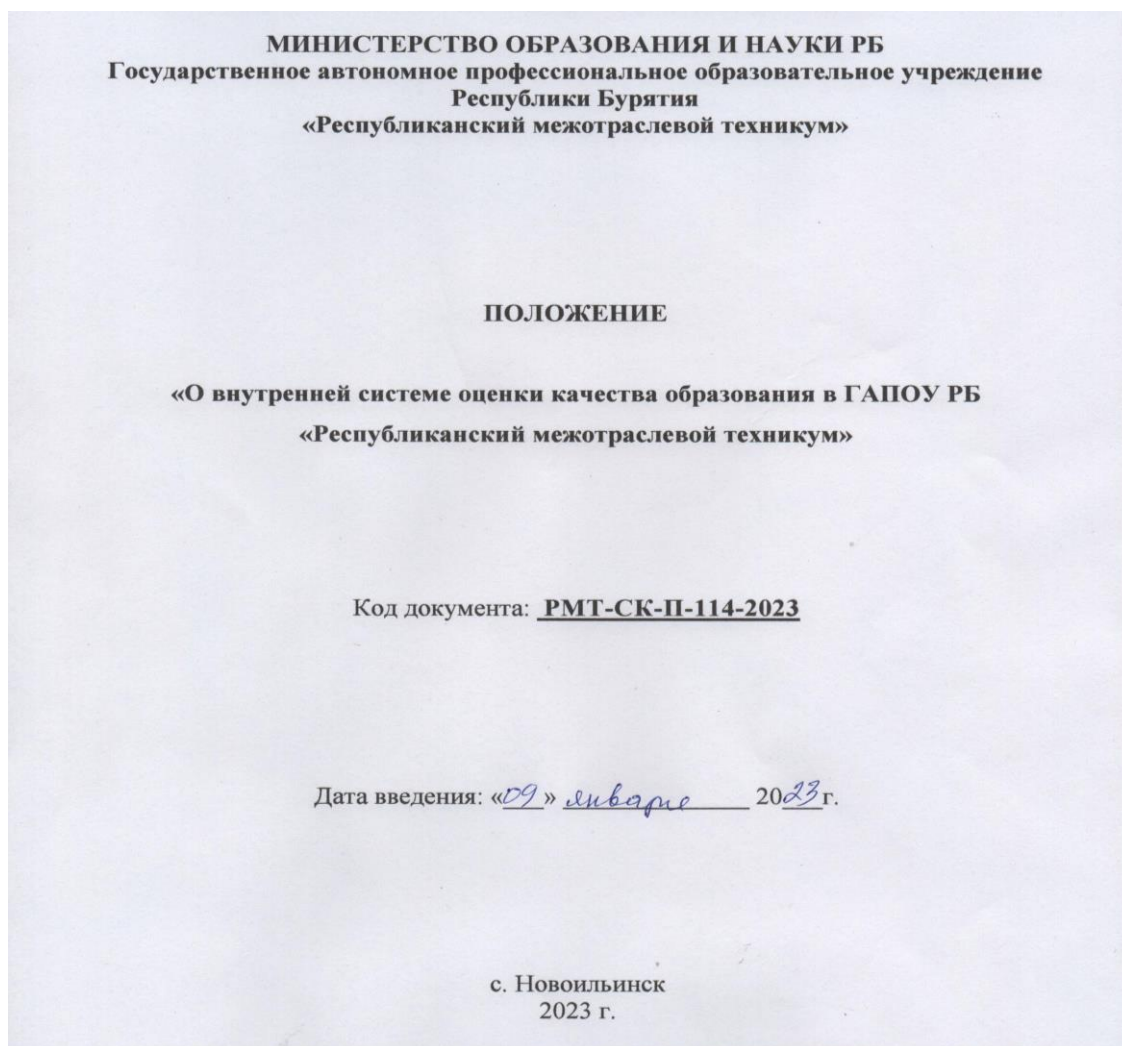 МИНИСТЕРСТВО ОБРАЗОВАНИЯ И НАУКИ РБ
Государственное автономное профессиональное образовательное учреждение
Республики Бурятия
«Республиканский межотраслевой техникум»
ПОЛОЖЕНИЕ
«О внутренней системе оценки качества образования в ГАПОУ РБ
«Республиканский межотраслевой техникум»
Код документа: РМТ-СК-П-114-2023
Дата введения: «09» января 2023г.
с. Новоильинск
2023 г.